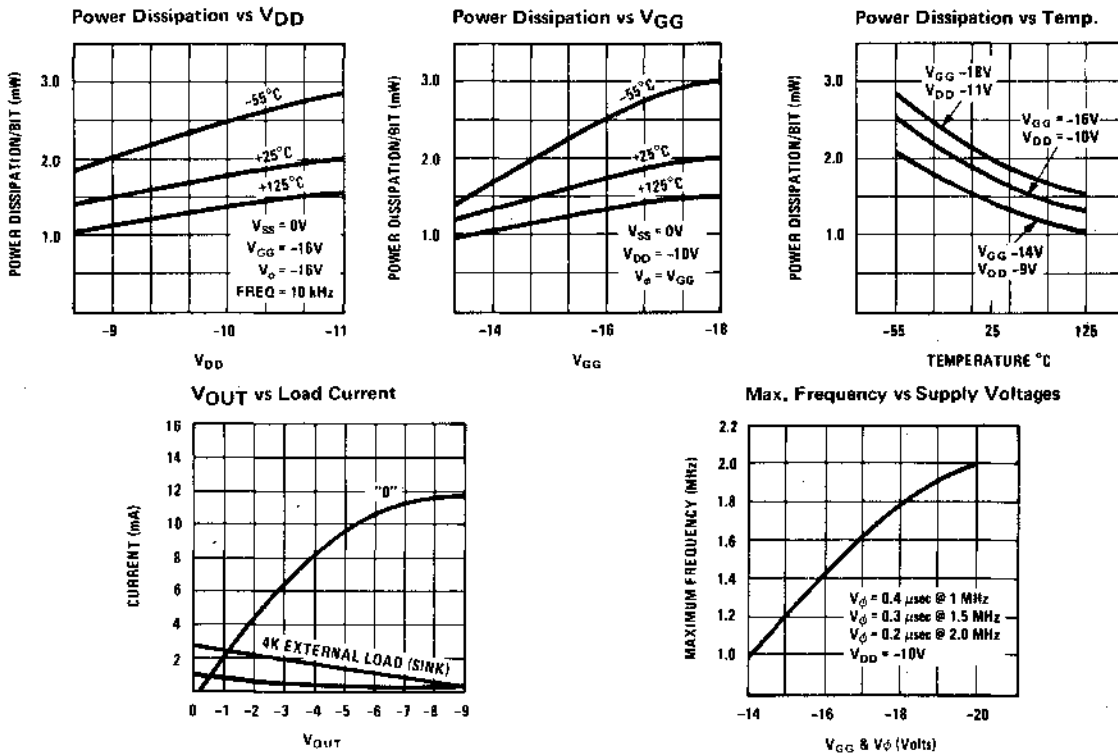 Power Dissipation vs VDD
POWER DISSIPATION/BIT (mW)
3.0
2.0
1.0
-55°C
+25°C
+125°C
VSS = 0V
VGG = -16V
Vo = -16V
FREQ = 10 kHz
-9 -10 -11
VDD
Power Dissipation vs VGG
POWER DISSIPATION/BIT (mW)
3.0
2.0
1.0
-55°C
+25°C
+125°C
VSS = 0V
VDD = -10V
Vϕ = VGG
-14 -16 -18
VGG
Power Dissipation vs Temp.
POWER DISSIPATION/BIT (mW)
3.0
2.0
1.0
VGG -18V
VDD -11V
VGG = -16V
VDD = -10V
VGG -14V
VDD -9V
-55 25 125
TEMPERATURE °C
VOUT vs Load Current
CURRENT (mA)
16
14
12
10
8
6
4
2
"0"
4K EXTERNAL LOAD (SINK)
0 -1 -2 -3 -4 -5 -6 -7 -8 -9
VOUT
Max. Frequency vs Supply Voltages
MAXIMUM FREQUENCY (MHz)
2.2
2.0
1.8
1.6
1.4
1.2
1.0
Vϕ = 0.4 μsec @ 1 MHz
Vϕ = 0.3 μsec @ 1.5 MHz
Vϕ = 0.2 μsec @ 2.0 MHz
VDD = -10V
-14 -16 -18 -20
VGG & Vϕ (Volts)